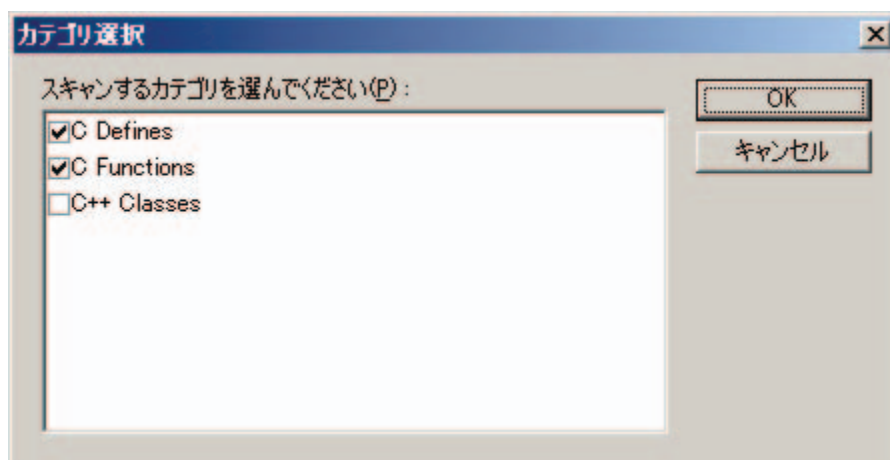 カテゴリ選択
スキャンするカテゴリを選んでください(P) :
C Defines
C Functions
C++ Classes
OK
キャンセル